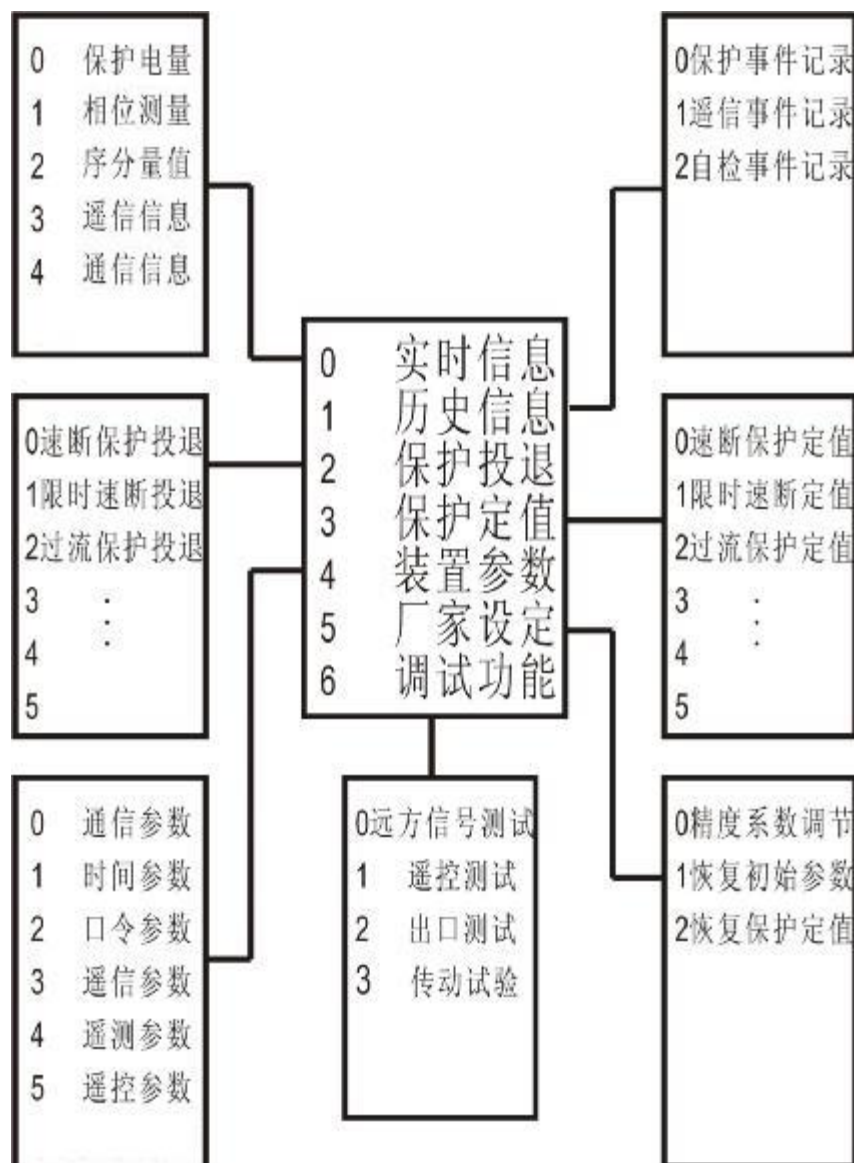 0 保护电量
1 相位测量
2 序分量值
3 遥信信息
4 通信信息
0保护事件记录
1遥信事件记录
2自检事件记录
0 实时信息
1 历史信息
2 保护投退
3 保护定值
4 装置参数
5 厂家设定
6 调试功能
0速断保护投退
1限时速断投退
2过流保护投退
3
4
5
0速断保护定值
1限时速断定值
2过流保护定值
3
4
5
0 通信参数
1 时间参数
2 口令参数
3 遥信参数
4 遥测参数
5 遥控参数
0远方信号测试
1 遥控测试
2 出口测试
3 传动试验
0精度系数调节
1恢复初始参数
2恢复保护定值